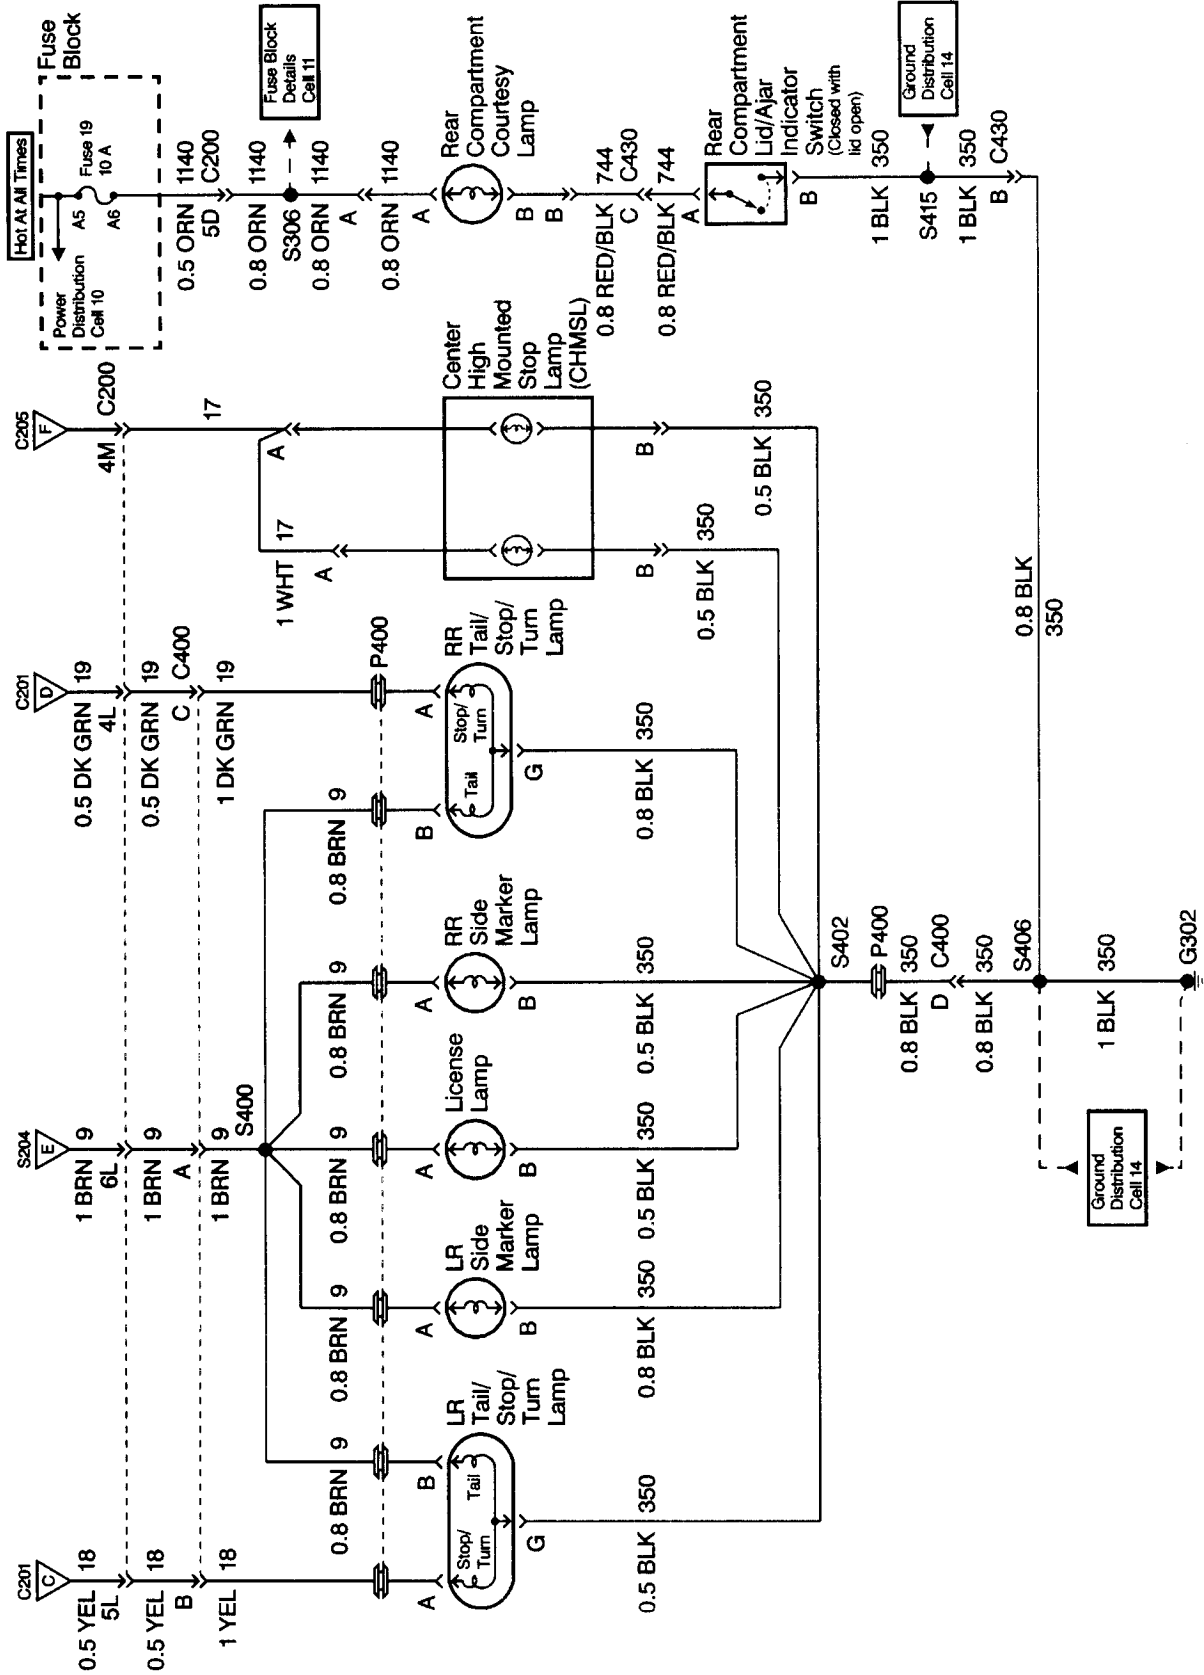 C201
C
0.5 YEL 18
5L
0.5 YEL 18
B
1 YEL 18
A
Stop/
Turn
Tail
B
G
LR
Tail/
Stop/
Turn
Lamp
0.8 BRN 9
0.5 BLK 350
S204
E
1 BRN 9
6L
1 BRN 9
A
1 BRN 9
S400
0.8 BRN 9
A
B
LR
Side
Marker
Lamp
0.8 BLK 350
0.8 BRN 9
A
B
License
Lamp
0.5 BLK 350
0.8 BRN 9
A
B
RR
Side
Marker
Lamp
0.5 BLK 350
C201
D
0.5 DK GRN 19
4L
0.5 DK GRN 19
C C400
1 DK GRN 19
P400
0.8 BRN 9
B
A
Tail
Stop/
Turn
G
RR
Tail/
Stop/
Turn
Lamp
0.8 BLK 350
C205
F
4M C200
17
A
1 WHT 17
A
Center
High
Mounted
Stop
Lamp
(CHMSL)
B
0.5 BLK 350
B
0.5 BLK 350
Hot At All Times
Fuse
Block
Power
Distribution
Cell 10
A5
Fuse 19
10 A
A6
0.5 ORN 1140
5D C200
0.8 ORN 1140
S306
Fuse Block
Details
Cell 11
0.8 ORN 1140
A
0.8 ORN 1140
A
Rear
Compartment
Courtesy
Lamp
B
B
0.8 RED/BLK 744
C C430
0.8 RED/BLK 744
A
Rear
Compartment
Lid/Ajar
Indicator
Switch
(Closed with
lid open)
B
1 BLK 350
S415
Ground
Distribution
Cell 14
1 BLK 350
B C430
0.8 BLK
350
S402
P400
0.8 BLK 350
D C400
0.8 BLK 350
S406
1 BLK 350
G302
Ground
Distribution
Cell 14